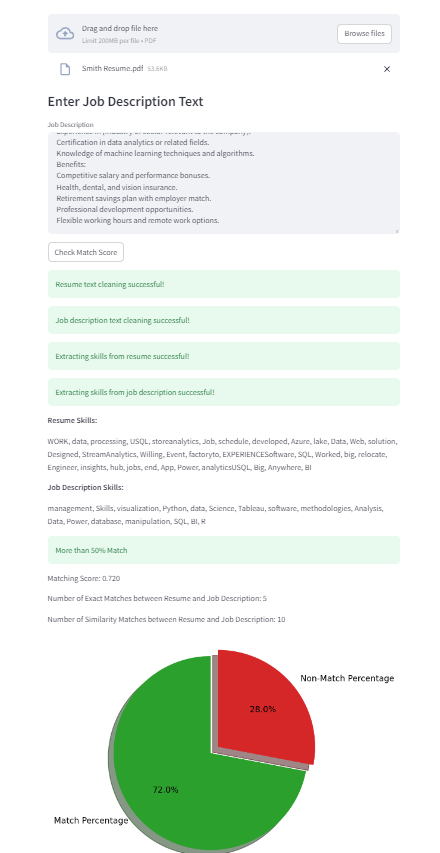 Drag and drop file here
Limit 200MB per file • PDF
Browse files
Smith Resume.pdf 53.6KB
Enter Job Description Text
Job Description
Experience in [industry or sector relevant to the company].
Certification in data analytics or related fields.
Knowledge of machine learning techniques and algorithms.
Benefits:
Competitive salary and performance bonuses.
Health, dental, and vision insurance.
Retirement savings plan with employer match.
Professional development opportunities.
Flexible working hours and remote work options.
Check Match Score
Resume text cleaning successful!
Job description text cleaning successful!
Extracting skills from resume successful!
Extracting skills from job description successful!
Resume Skills:
WORK, data, processing, USQL, storeanalytics, Job, schedule, developed, Azure, lake, Data, Web, solution,
Designed, StreamAnalytics, Willing, Event, factoryto, EXPERIENCESoftware, SQL, Worked, big, relocate,
Engineer, insights, hub, jobs, end, App, Power, analyticsUSQL, Big, Anywhere, BI
Job Description Skills:
management, Skills, visualization, Python, data, Science, Tableau, software, methodologies, Analysis,
Data, Power, database, manipulation, SQL, BI, R
More than 50% Match
Matching Score: 0.720
Number of Exact Matches between Resume and Job Description: 5
Number of Similarity Matches between Resume and Job Description: 10
Non-Match Percentage
28.0%
72.0%
Match Percentage